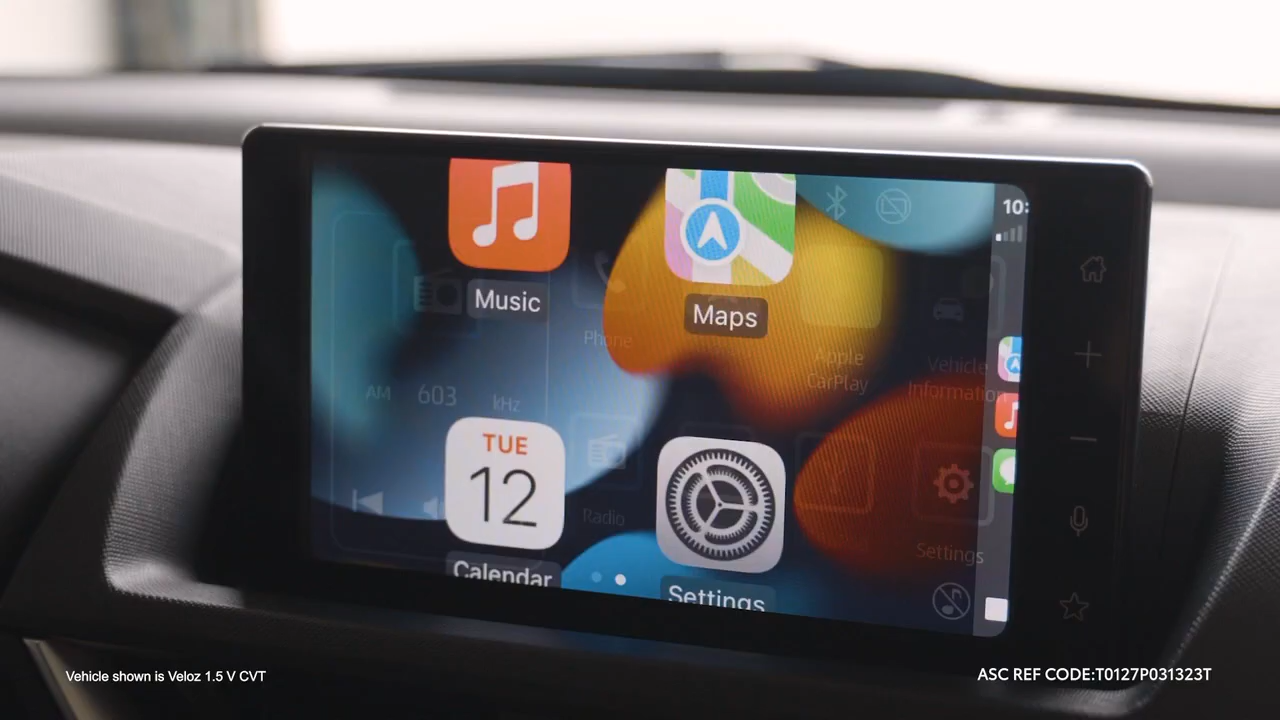 10:
Music
Maps
Phone
Apple
CarPlay
Vehicle
Information
AM 603 kHz
TUE
12
Radio
Calendar
Settings
Settings
Vehicle shown is Veloz 1.5 V CVT
ASC REF CODE:T0127P031323T